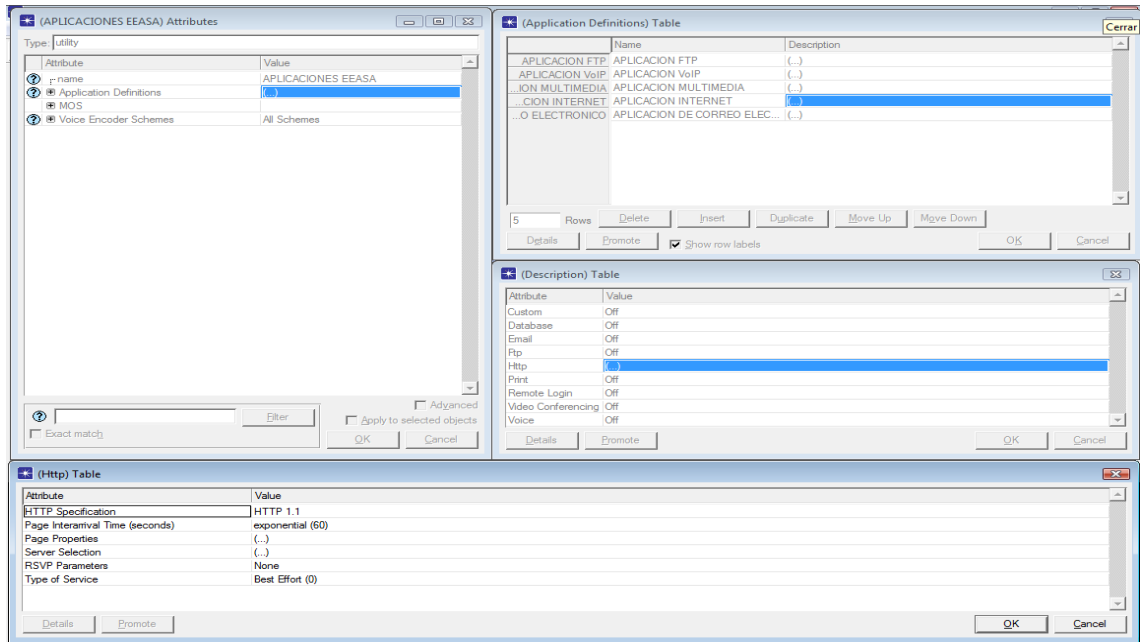 (APLICACIONES EEASA) Attributes
Type: utility
Attribute Value
name APLICACIONES EEASA
Application Definitions (...)
MOS
Voice Encoder Schemes All Schemes
Advanced
Filter
Apply to selected objects
Exact match
OK Cancel
(Application Definitions) Table
Cerrar
Name Description
APLICACION FTP APLICACION FTP (...)
APLICACION VoIP APLICACION VoIP (...)
...ION MULTIMEDIA APLICACION MULTIMEDIA (...)
...CION INTERNET APLICACION INTERNET (...)
...O ELECTRONICO APLICACION DE CORREO ELEC... (...)
5 Rows Delete Insert Duplicate Move Up Move Down
Details Promote Show row labels OK Cancel
(Description) Table
Attribute Value
Custom Off
Database Off
Email Off
Ftp Off
Http (...)
Print Off
Remote Login Off
Video Conferencing Off
Voice Off
Details Promote OK Cancel
(Http) Table
Attribute Value
HTTP Specification HTTP 1.1
Page Interarrival Time (seconds) exponential (60)
Page Properties (...)
Server Selection (...)
RSVP Parameters None
Type of Service Best Effort (0)
Details Promote OK Cancel